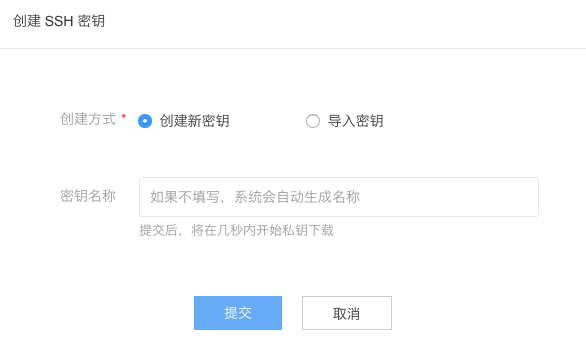 创建 SSH 密钥
创建方式 * 创建新密钥 导入密钥
密钥名称 如果不填写，系统会自动生成名称
提交后，将在几秒内开始私钥下载
提交 取消